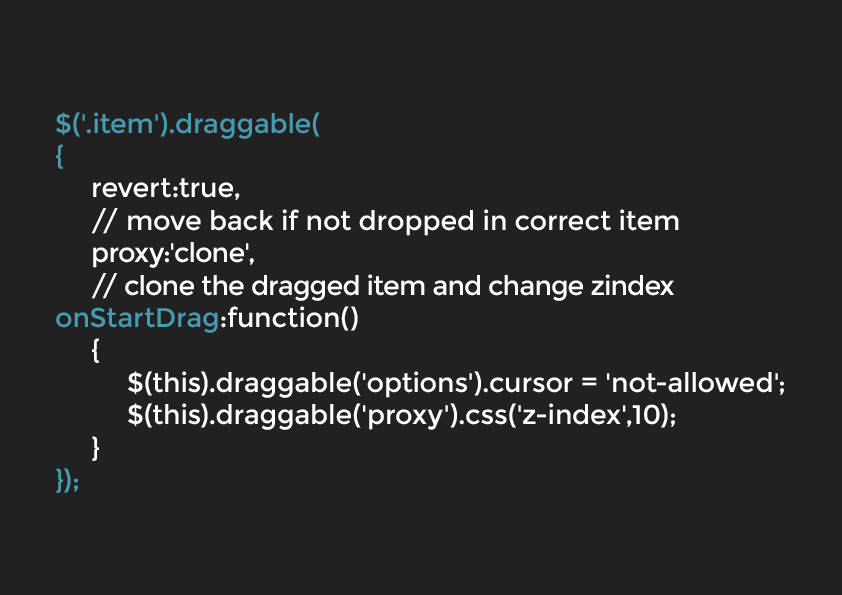 $('.item').draggable(
{
revert:true,
// move back if not dropped in correct item
proxy:'clone',
// clone the dragged item and change zindex
onStartDrag:function()
{
$(this).draggable('options').cursor = 'not-allowed';
$(this).draggable('proxy').css('z-index',10);
}
});